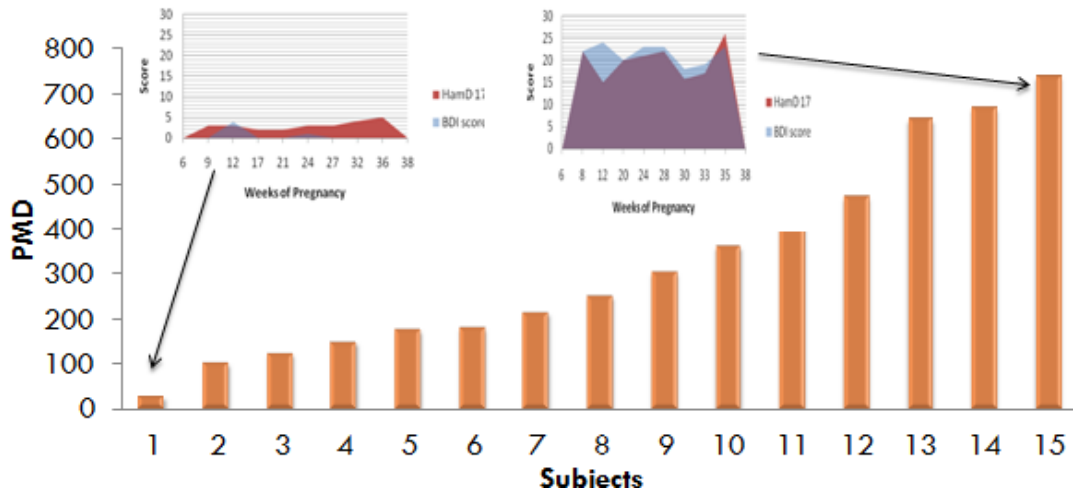 30
25
20
15
10
5
0
Score
HamD 17
BDI score
6 9 12 17 21 24 27 32 36 38
Weeks of Pregnancy
30
25
20
15
10
5
0
Score
HamD 17
BDI score
6 8 12 20 24 28 30 33 35 38
Weeks of Pregnancy
800
700
600
500
400
300
200
100
0
PMD
1 2 3 4 5 6 7 8 9 10 11 12 13 14 15
Subjects